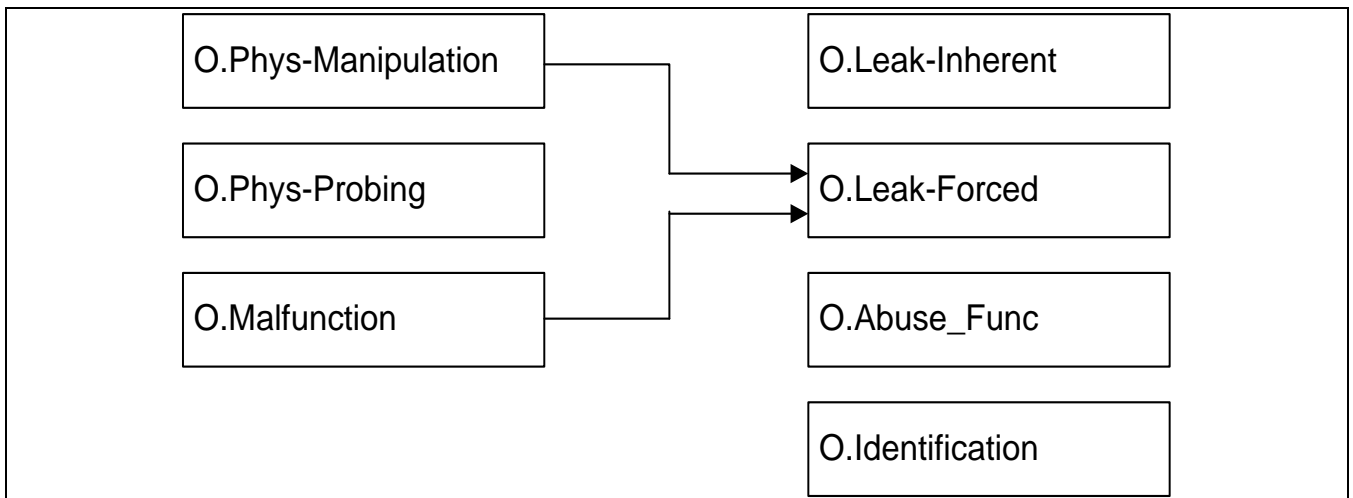 O.Phys-Manipulation
O.Leak-Inherent
O.Phys-Probing
O.Leak-Forced
O.Malfunction
O.Abuse_Func
O.Identification